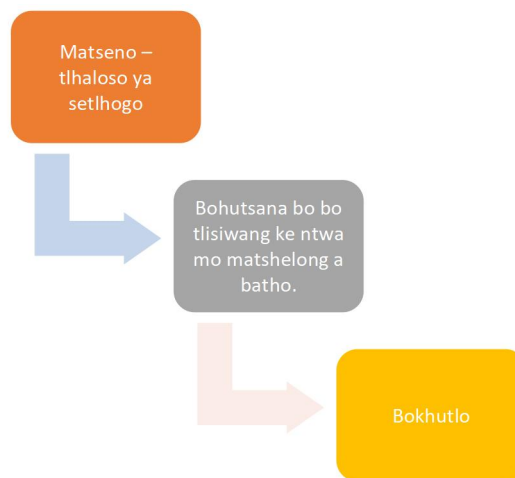 Matseno –
tlhaloso ya
setlhogo
Bohutsana bo bo
tlisiwang ke ntwa
mo matshelong a
batho.
Bokhutlo